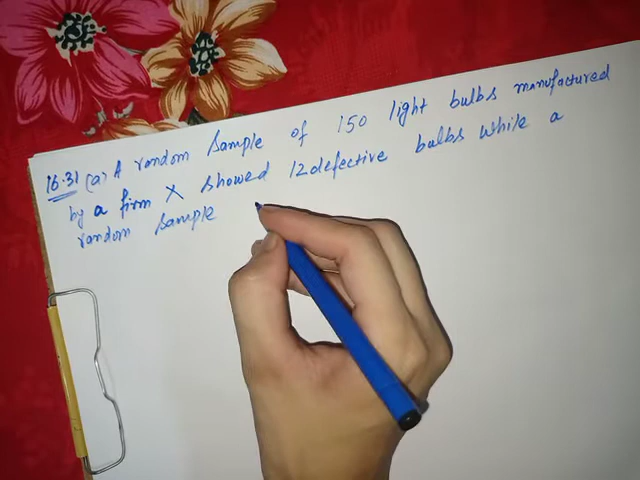 16.31 (a) A random sample of 150 light bulbs manufactured
by a firm X showed 12 defective bulbs while a
random sample